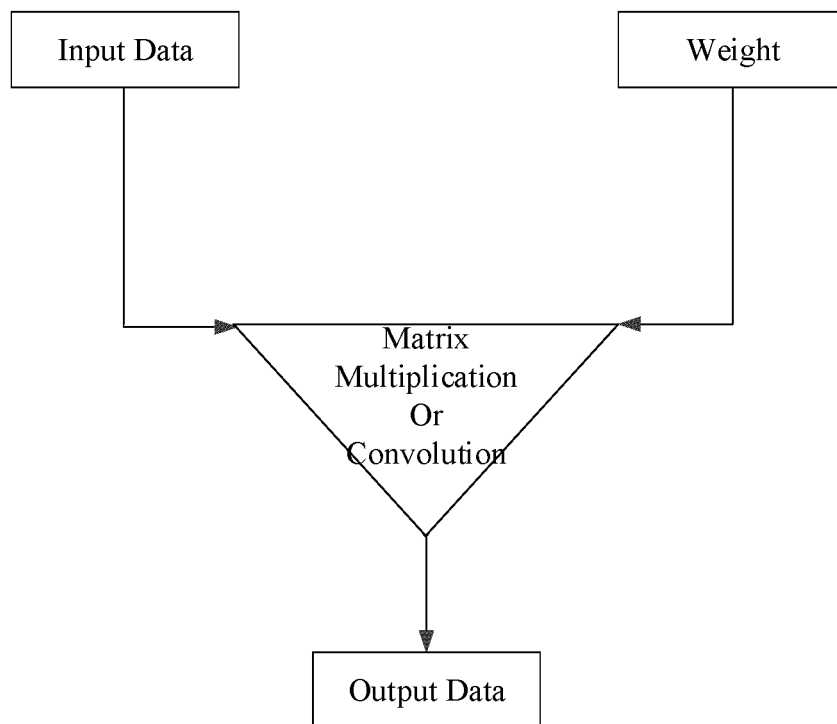 Input Data
Weight
Matrix
Multiplication
Or
Convolution
Output Data